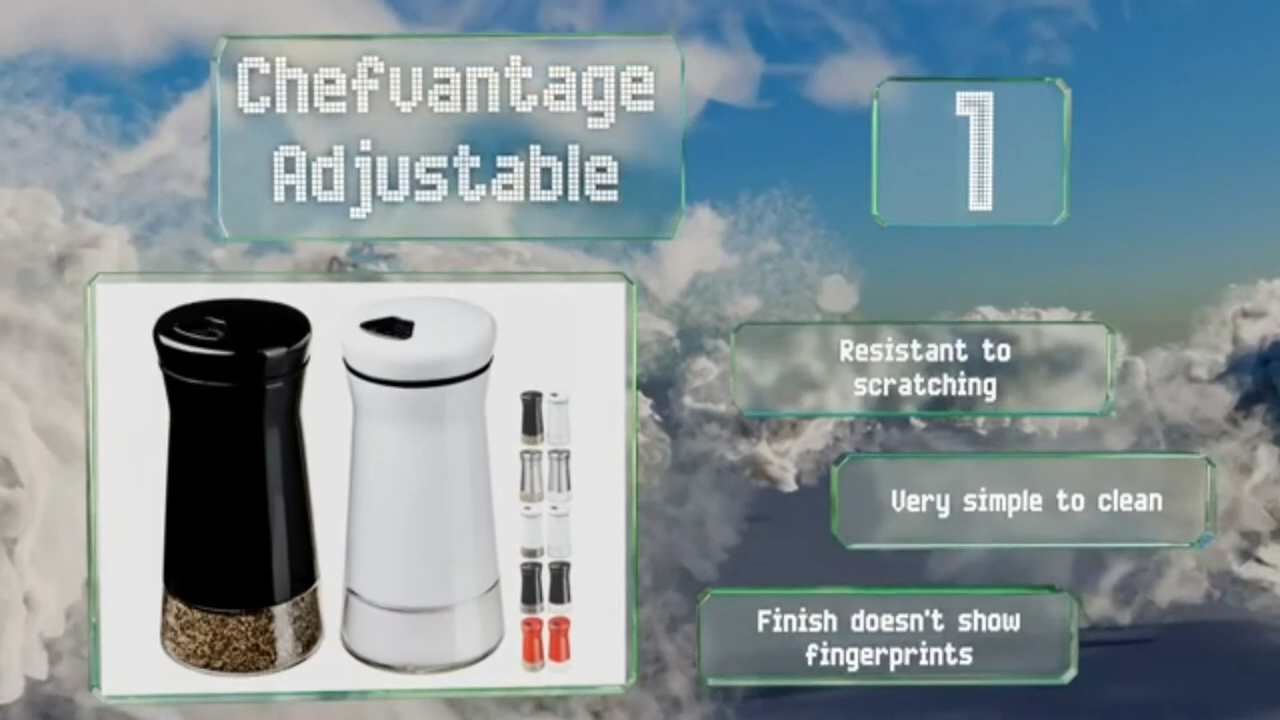 Chefvantage
Adjustable
1
Resistant to
scratching
Very simple to clean
Finish doesn't show
fingerprints